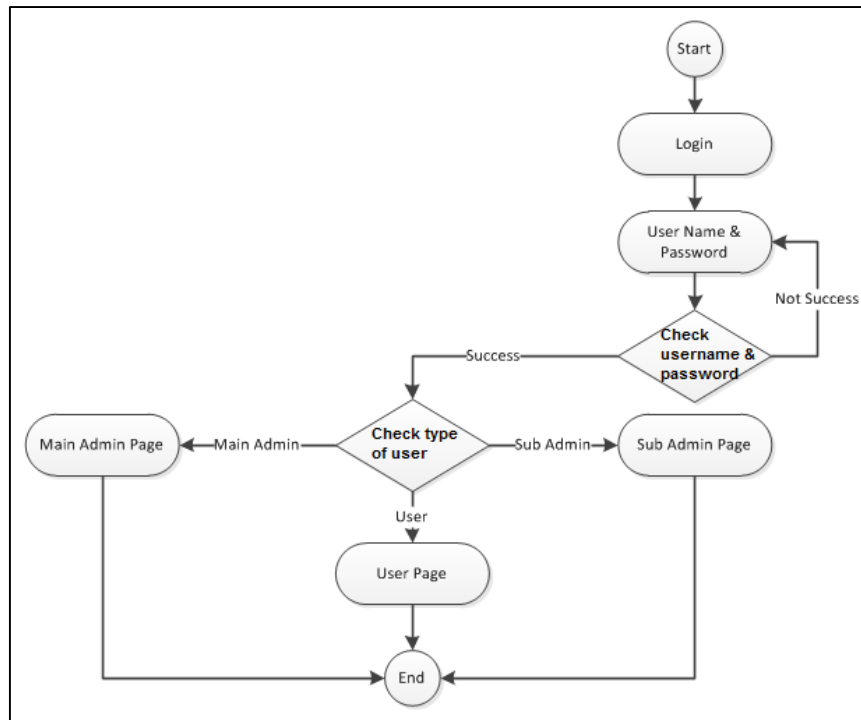 Start
Login
User Name &
Password
Not Success
Check
username &
password
Success
Main Admin Page
Main Admin
Check type
of user
Sub Admin
Sub Admin Page
User
User Page
End